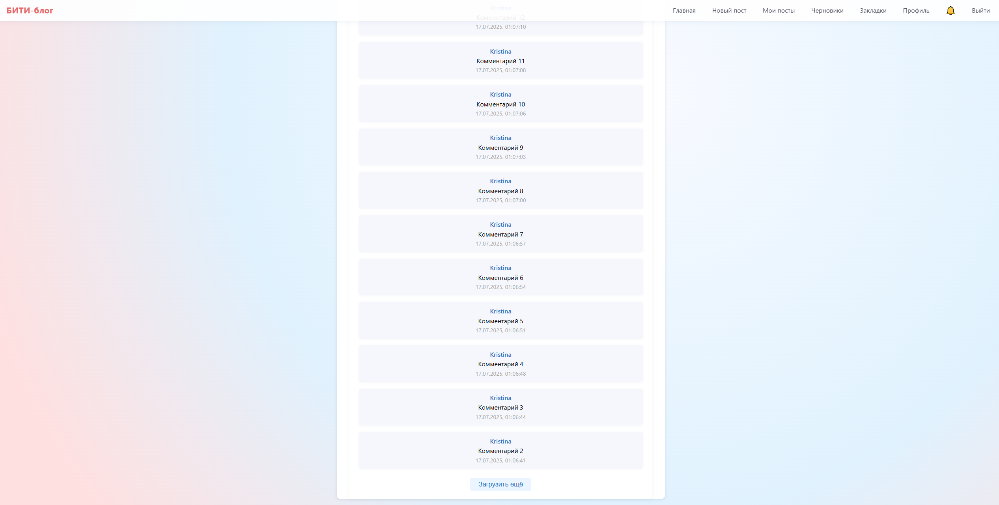 БИТИ-блог
Главная Новый пост Мои посты Черновики Закладки Профиль Выйти
Kristina
Комментарий 12
17.07.2025, 01:07:10
Kristina
Комментарий 11
17.07.2025, 01:07:08
Kristina
Комментарий 10
17.07.2025, 01:07:06
Kristina
Комментарий 9
17.07.2025, 01:07:03
Kristina
Комментарий 8
17.07.2025, 01:07:00
Kristina
Комментарий 7
17.07.2025, 01:06:57
Kristina
Комментарий 6
17.07.2025, 01:06:54
Kristina
Комментарий 5
17.07.2025, 01:06:51
Kristina
Комментарий 4
17.07.2025, 01:06:48
Kristina
Комментарий 3
17.07.2025, 01:06:44
Kristina
Комментарий 2
17.07.2025, 01:06:41
Загрузить ещё